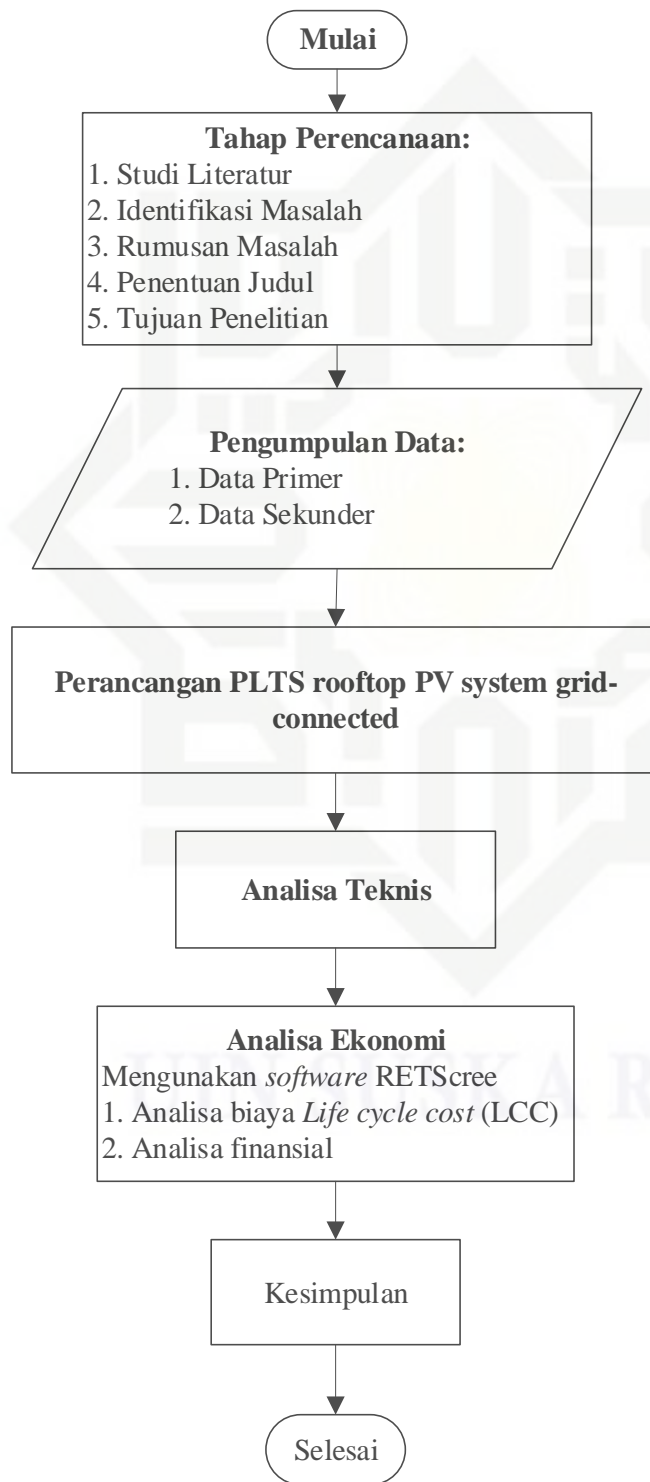 Mulai
Tahap Perencanaan:
1. Studi Literatur
2. Identifikasi Masalah
3. Rumusan Masalah
4. Penentuan Judul
5. Tujuan Penelitian
Pengumpulan Data:
1. Data Primer
2. Data Sekunder
Perancangan PLTS rooftop PV system grid-
connected
Analisa Teknis
Analisa Ekonomi
Mengunakan software RETScree
1. Analisa biaya Life cycle cost (LCC)
2. Analisa finansial
UIN SUSKA R
Kesimpulan
Selesai